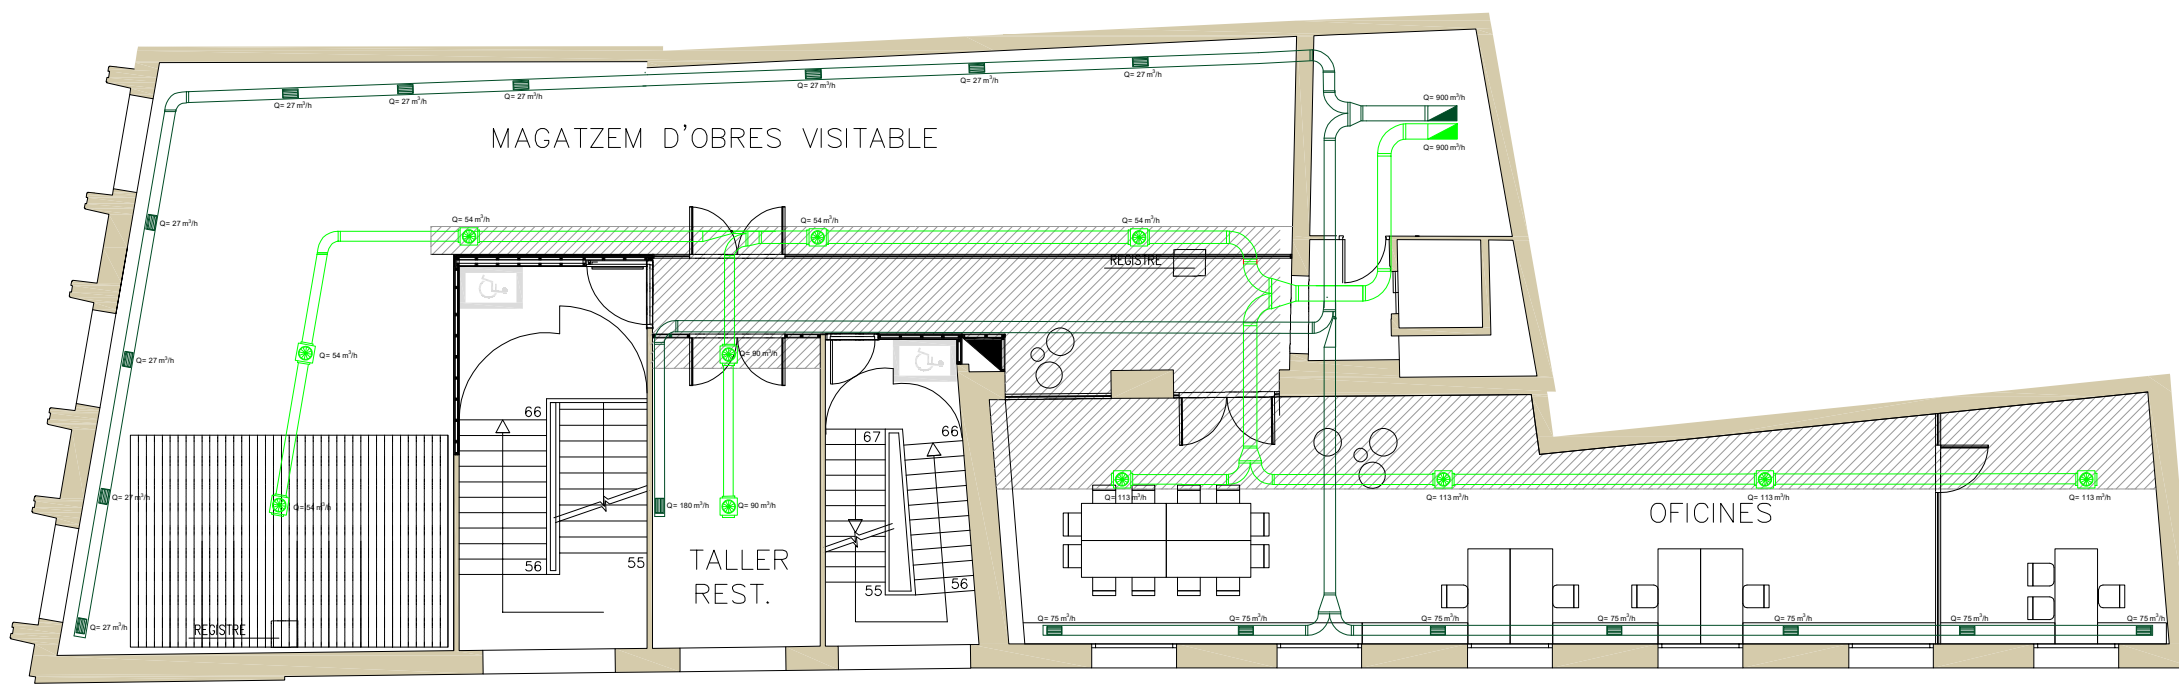 Q= 27 m³/h
Q= 27 m³/h
Q= 27 m³/h
Q= 27 m³/h
Q= 27 m³/h
Q= 27 m³/h
Q= 900 m³/h
MAGATZEM D'OBRES VISITABLE
Q= 900 m³/h
Q= 27 m³/h
Q= 54 m³/h
Q= 54 m³/h
Q= 54 m³/h
REGISTRE
Q= 27 m³/h
Q= 54 m³/h
Q= 90 m³/h
66
67
66
Q= 27 m³/h
Q= 54 m³/h
Q= 180 m³/h
Q= 90 m³/h
Q= 113 m³/h
Q= 113 m³/h
Q= 113 m³/h
Q= 113 m³/h
OFICINES
56
55
TALLER
REST.
55
56
Q= 27 m³/h
REGISTRE
Q= 75 m³/h
Q= 75 m³/h
Q= 75 m³/h
Q= 75 m³/h
Q= 75 m³/h
Q= 75 m³/h
Q= 75 m³/h